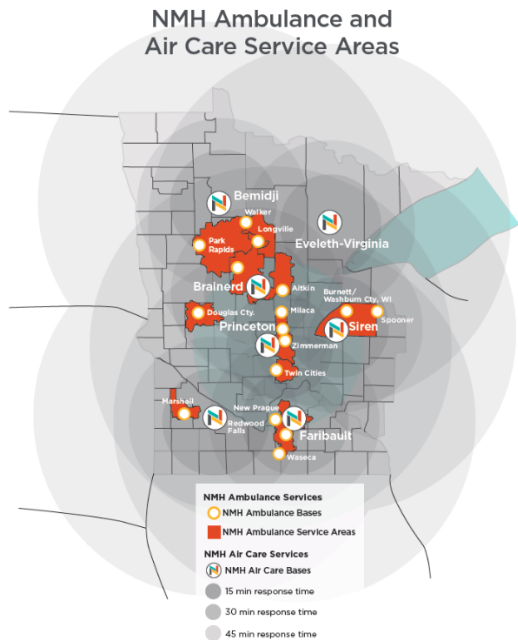 NMH Ambulance and
Air Care Service Areas
Bemidji
Walker
Longville
Eveleth-Virginia
Park
Rapids
Brainerd
Aitkin
Burnett/
Washburn Cty, WI
Douglas Cty.
Milaca
Princeton
Siren
Spooner
Zimmerman
Twin Cities
Marshall
New Prague
Redwood
Falls
Faribault
Waseca
NMH Ambulance Services
NMH Ambulance Bases
NMH Ambulance Service Areas
NMH Air Care Services
NMH Air Care Bases
15 min response time
30 min response time
45 min response time